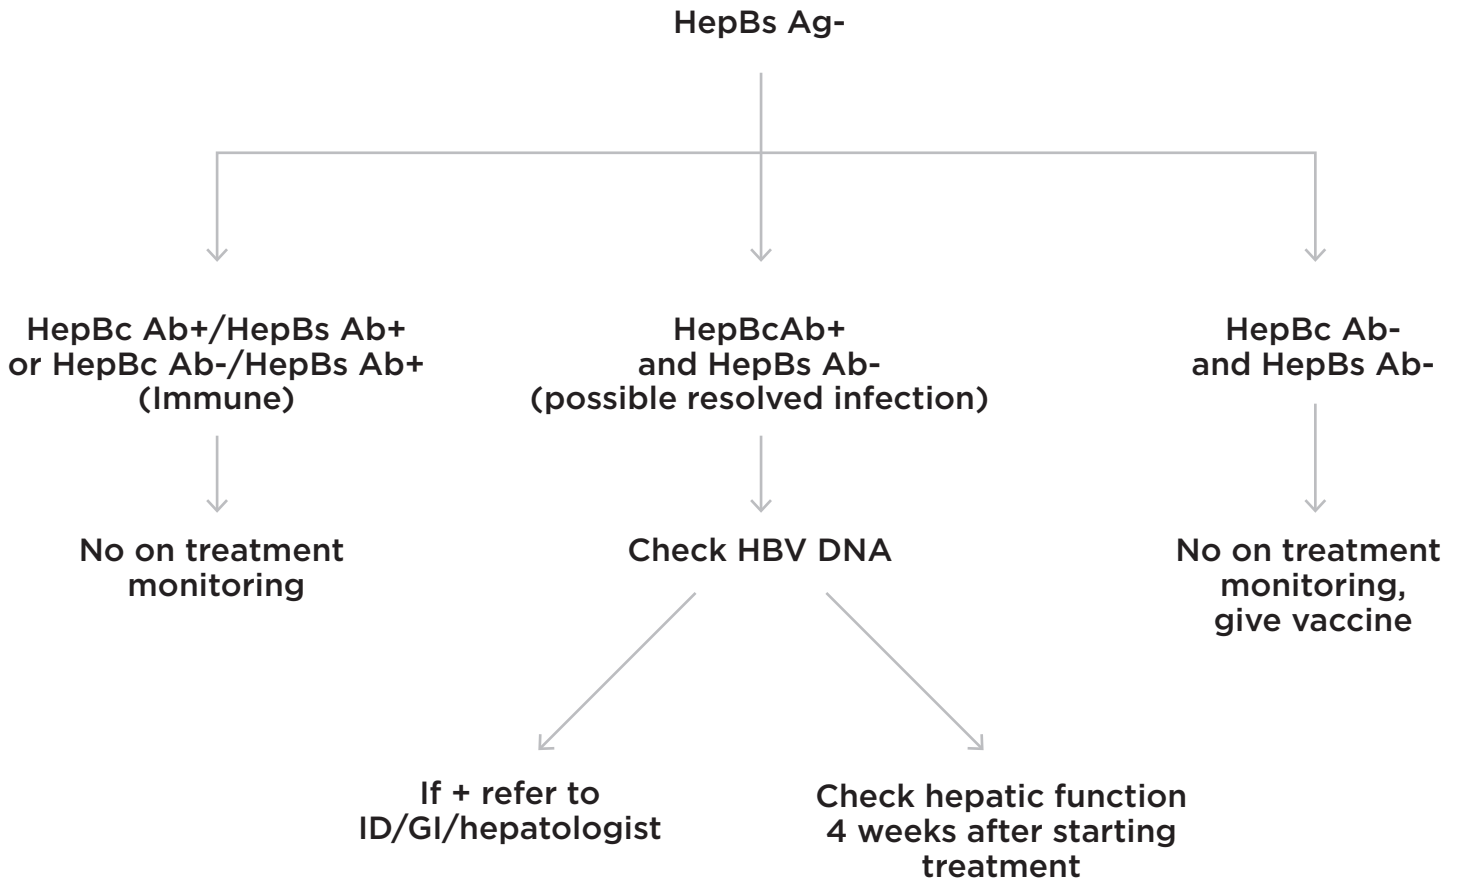 HepBs Ag-
HepBc Ab+/HepBs Ab+
or HepBc Ab-/HepBs Ab+
(Immune)
HepBcAb+
and HepBs Ab-
(possible resolved infection)
HepBc Ab-
and HepBs Ab-
No on treatment
monitoring
Check HBV DNA
No on treatment
monitoring,
give vaccine
If + refer to
ID/GI/hepatologist
Check hepatic function
4 weeks after starting
treatment